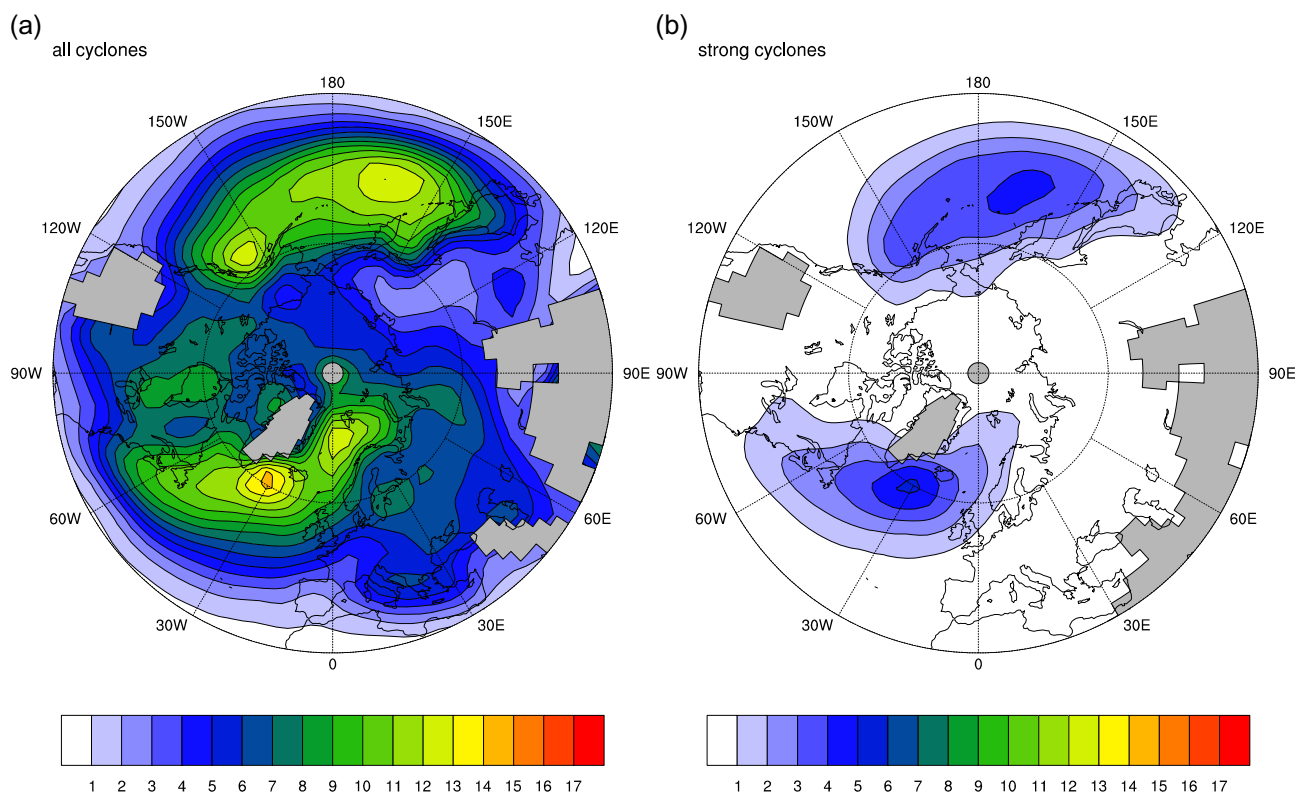 (a)
all cyclones
180
150W
150E
120W
120E
90W
90E
60W
60E
30W
30E
0
1 2 3 4 5 6 7 8 9 10 11 12 13 14 15 16 17
(b)
strong cyclones
180
150W
150E
120W
120E
90W
90E
60W
60E
30W
30E
0
1 2 3 4 5 6 7 8 9 10 11 12 13 14 15 16 17